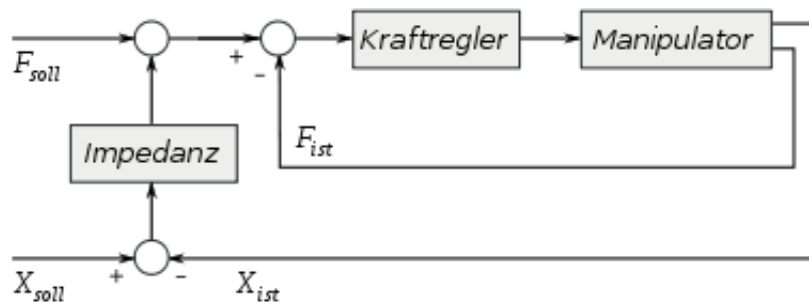 Kraftregler
Manipulator
+
-
F_soll
F_ist
Impedanz
+
-
X_soll
X_ist